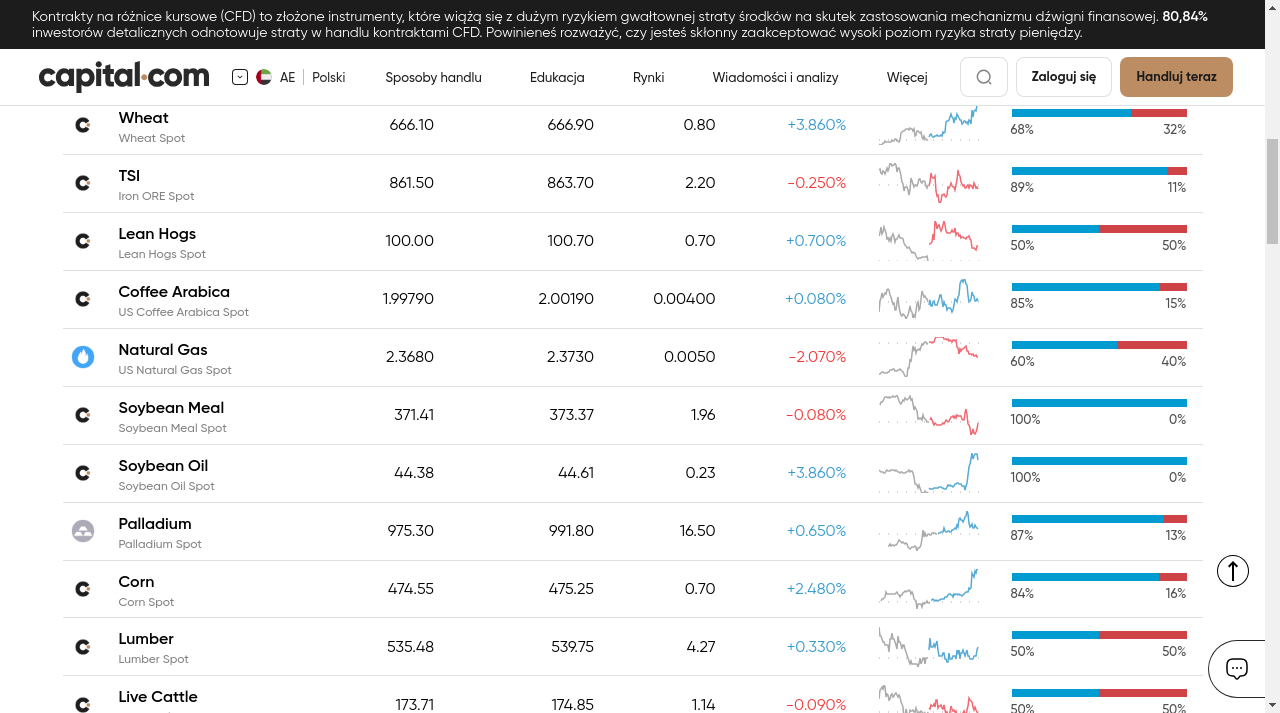 Kontrakty na różnice kursowe (CFD) to złożone instrumenty, które wiążą się z dużym ryzykiem gwałtownej straty środków na skutek zastosowania mechanizmu dźwigni finansowej. 80,84%
inwestorów detalicznych odnotowuje straty w handlu kontraktami CFD. Powinieneś rozważyć, czy jesteś skłonny zaakceptować wysoki poziom ryzyka straty pieniędzy.
capital.com AE Polski Sposoby handlu Edukacja Rynki Wiadomości i analizy Więcej Zaloguj się Handluj teraz
Wheat 666.10 666.90 0.80 +3.860%
Wheat Spot 68% 32%
TSI 861.50 863.70 2.20 -0.250%
Iron ORE Spot 89% 11%
Lean Hogs 100.00 100.70 0.70 +0.700%
Lean Hogs Spot 50% 50%
Coffee Arabica 1.99790 2.00190 0.00400 +0.080%
US Coffee Arabica Spot 85% 15%
Natural Gas 2.3680 2.3730 0.0050 -2.070%
US Natural Gas Spot 60% 40%
Soybean Meal 371.41 373.37 1.96 -0.080%
Soybean Meal Spot 100% 0%
Soybean Oil 44.38 44.61 0.23 +3.860%
Soybean Oil Spot 100% 0%
Palladium 975.30 991.80 16.50 +0.650%
Palladium Spot 87% 13%
Corn 474.55 475.25 0.70 +2.480%
Corn Spot 84% 16%
Lumber 535.48 539.75 4.27 +0.330%
Lumber Spot 50% 50%
Live Cattle 173.71 174.85 1.14 -0.090%
50% 50%